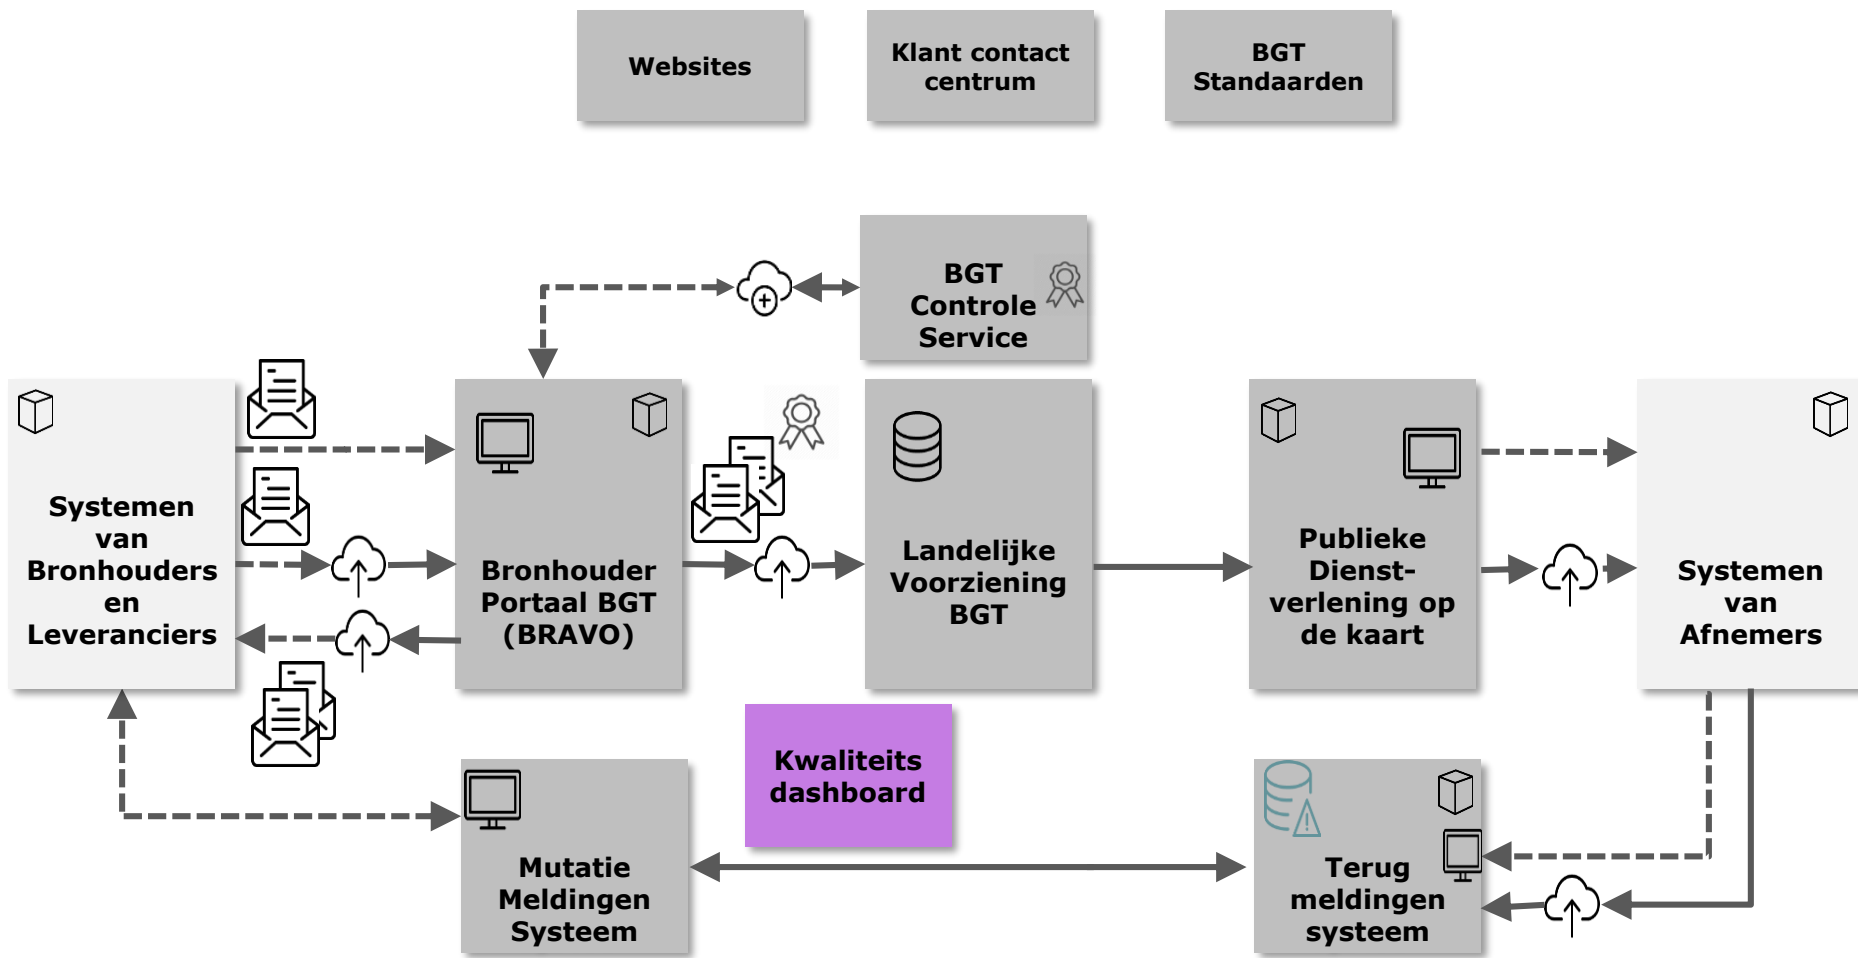 Websites
Klant contact
centrum
BGT
Standaarden
BGT
Controle
Service
Systemen
van
Bronhouders
en
Leveranciers
Bronhouder
Portaal BGT
(BRAVO)
Landelijke
Voorziening
BGT
Publieke
Dienst-
verlening op
de kaart
Systemen
van
Afnemers
Kwaliteits
dashboard
Mutatie
Meldingen
Systeem
Terug
meldingen
systeem